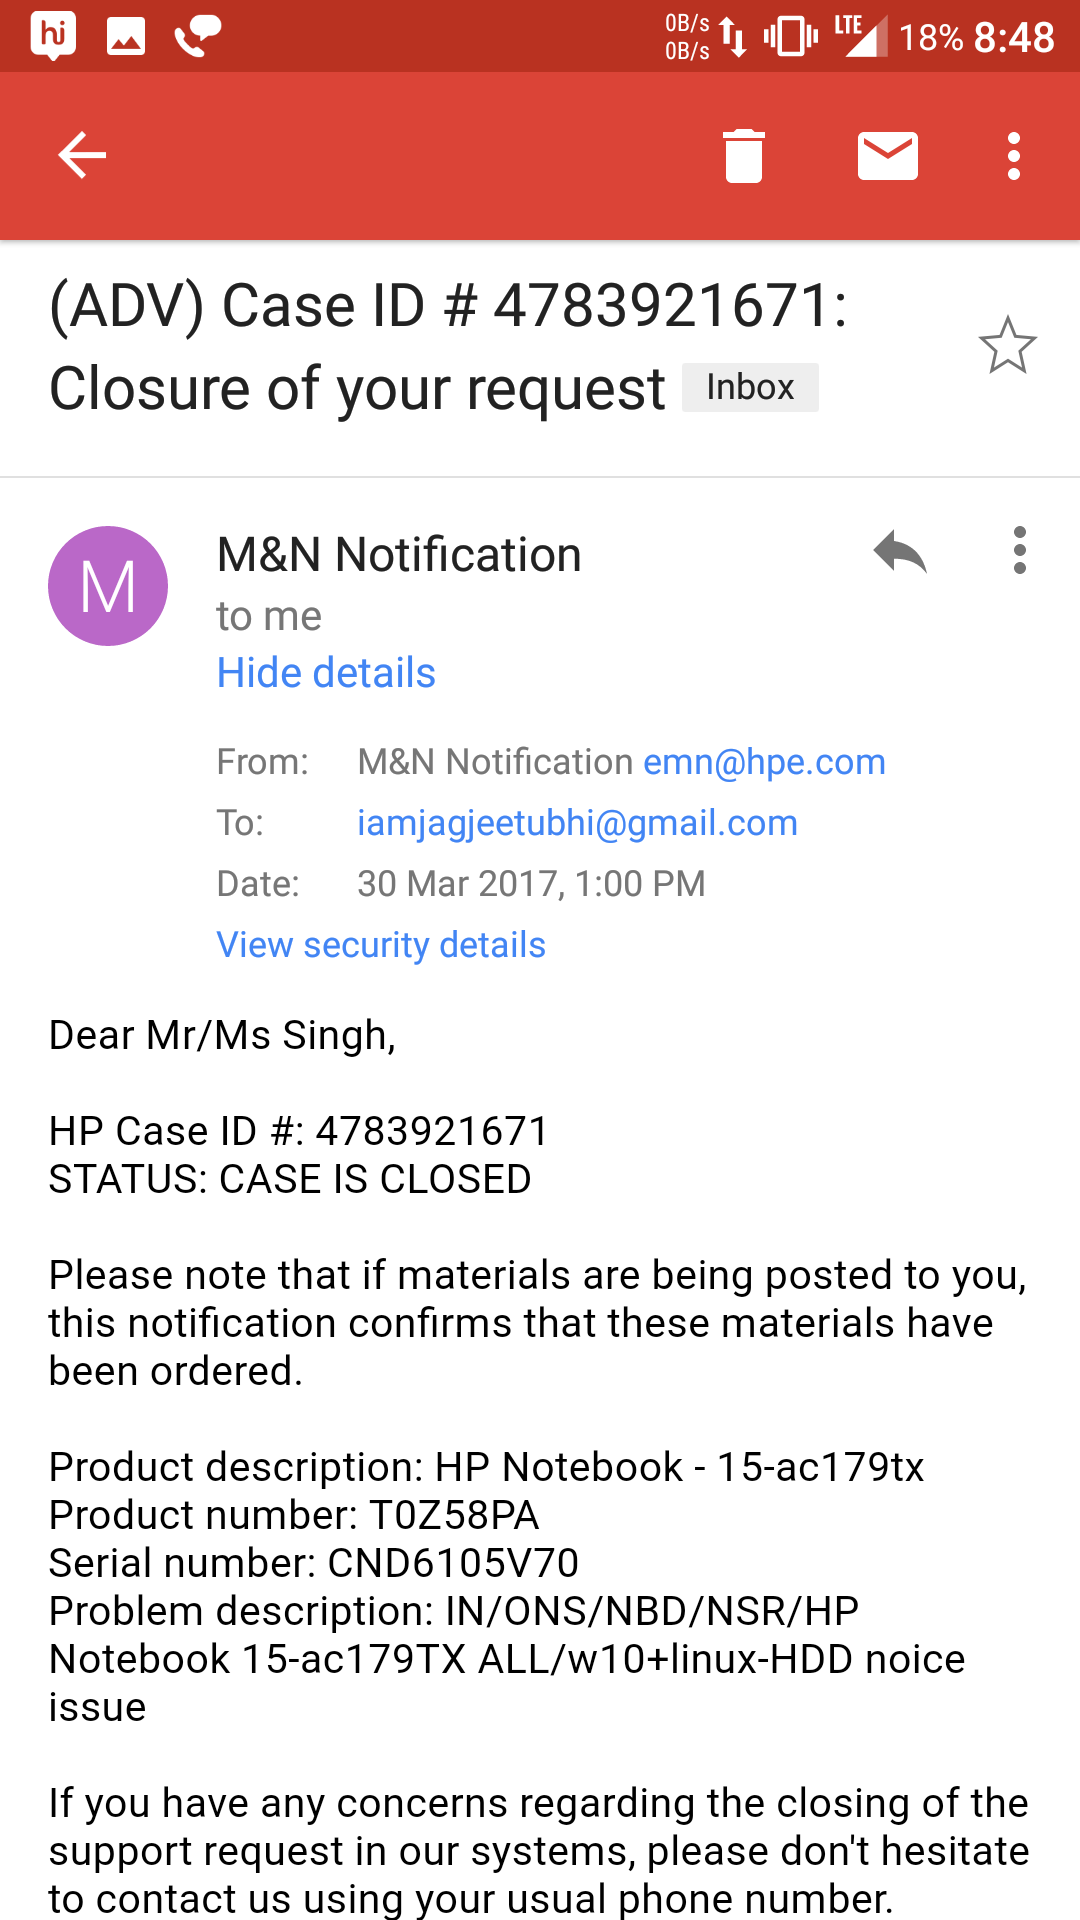 hi
0B/s
0B/s
LTE
18% 8:48
(ADV) Case ID # 4783921671:
Closure of your request Inbox
M
M&N Notification
to me
Hide details
From: M&N Notification emn@hpe.com
To: iamjagjeetubhi@gmail.com
Date: 30 Mar 2017, 1:00 PM
View security details
Dear Mr/Ms Singh,
HP Case ID #: 4783921671
STATUS: CASE IS CLOSED
Please note that if materials are being posted to you,
this notification confirms that these materials have
been ordered.
Product description: HP Notebook - 15-ac179tx
Product number: T0Z58PA
Serial number: CND6105V70
Problem description: IN/ONS/NBD/NSR/HP
Notebook 15-ac179TX ALL/w10+linux-HDD noice
issue
If you have any concerns regarding the closing of the
support request in our systems, please don't hesitate
to contact us using your usual phone number.